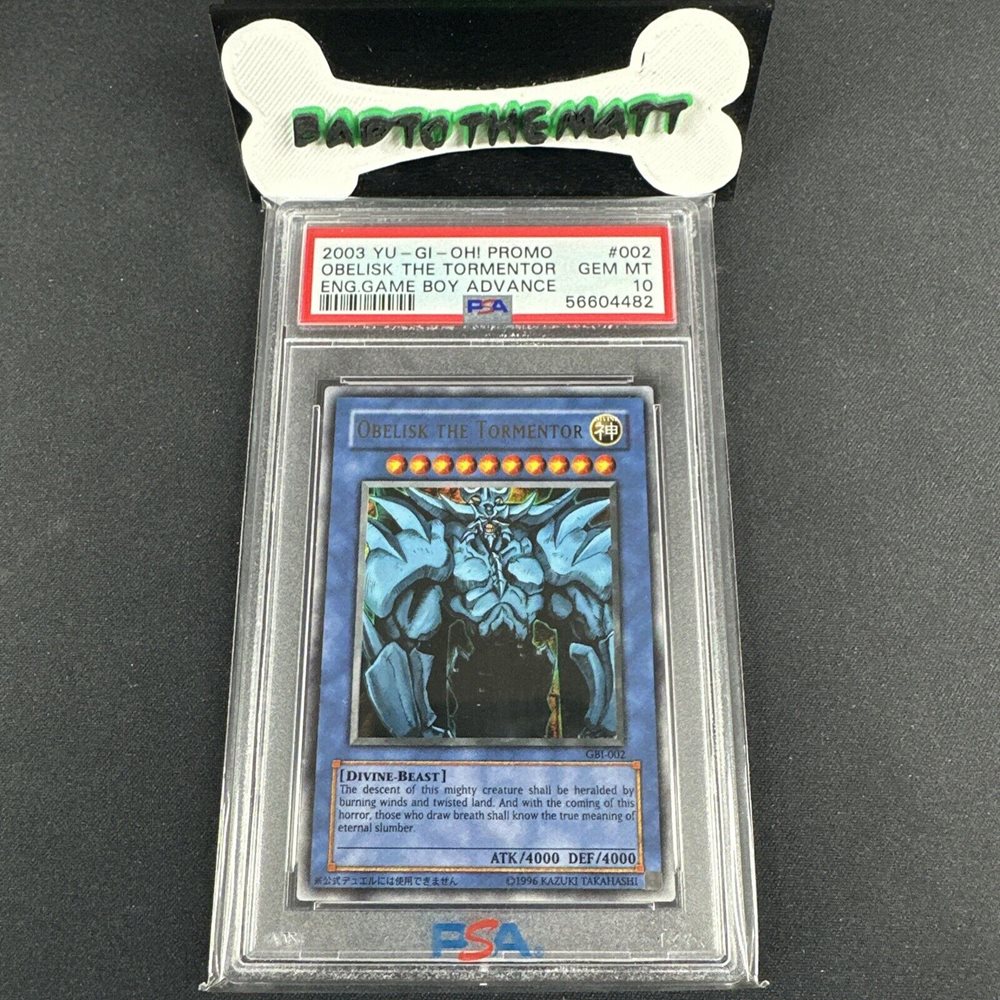 BADTOTHEMATT
2003 YU-GI-OH! PROMO #002
OBELISK THE TORMENTOR GEM MT
ENG.GAME BOY ADVANCE 10
PSA 56604482
OBELISK THE TORMENTOR
DIVINE
神
GBI-002
[DIVINE-BEAST]
The descent of this mighty creature shall be heralded by
burning winds and twisted land. And with the coming of this
horror, those who draw breath shall know the true meaning of
eternal slumber.
ATK/4000 DEF/4000
※公式デュエルには使用できません ©1996 KAZUKI TAKAHASHI
PSA®